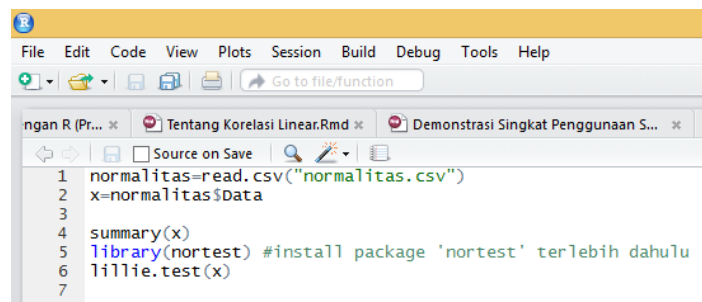 R
File Edit Code View Plots Session Build Debug Tools Help
Go to file/function
ngan R (Pr... × Tentang Korelasi Linear.Rmd × Demonstrasi Singkat Penggunaan S... ×
Source on Save
1 normalitas=read.csv("normalitas.csv")
2 x=normalitas$Data
3
4 summary(x)
5 library(nortest) #install package 'nortest' terlebih dahulu
6 lillie.test(x)
7